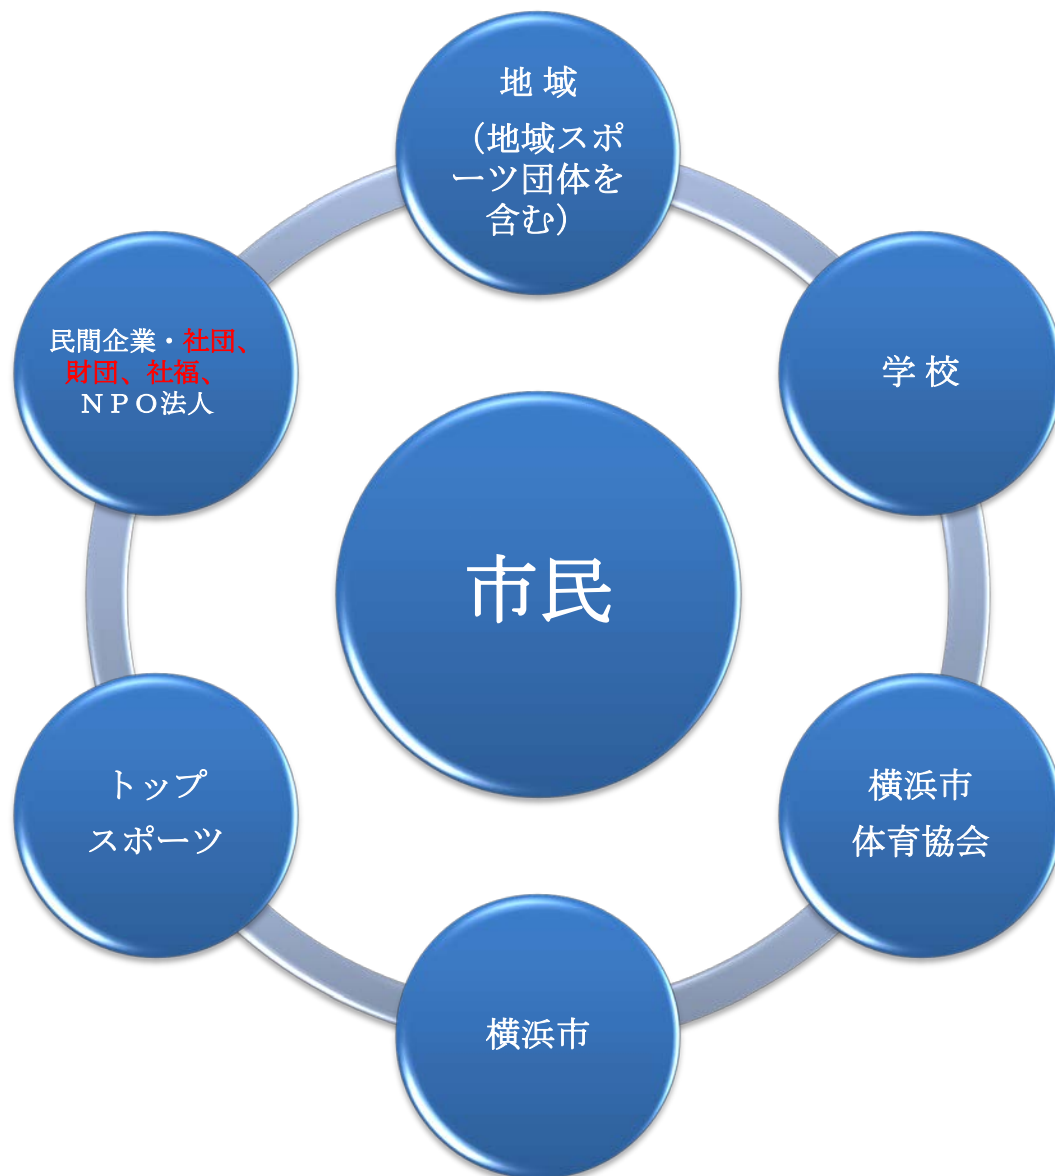 地 域
（地域スポ
ーツ団体を
含む）
学 校
横浜市
体育協会
横浜市
トップ
スポーツ
民間企業・社団、
財団、社福、
ＮＰＯ法人
市民